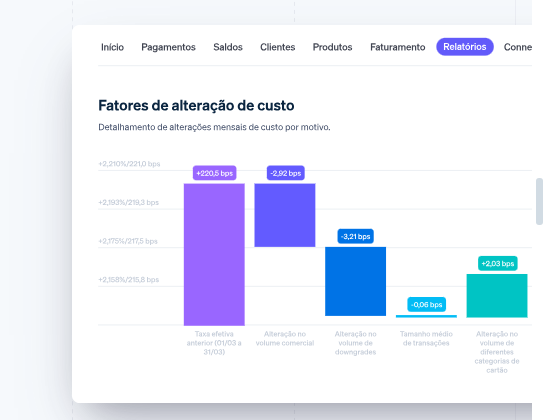 Início Pagamentos Saldos Clientes Produtos Faturamento Relatórios Conne
Fatores de alteração de custo
Detalhamento de alterações mensais de custo por motivo.
+2,210%/221,0 bps
+2,193%/219,3 bps
+2,175%/217,5 bps
+2,158%/215,8 bps
+220,5 bps
-2,92 bps
-3,21 bps
-0,06 bps
+2,03 bps
Taxa efetiva
anterior (01/03 a
31/03)
Alteração no
volume comercial
Alteração no
volume de
downgrades
Tamanho médio
de transações
Alteração no
volume de
diferentes
categorias de
cartão